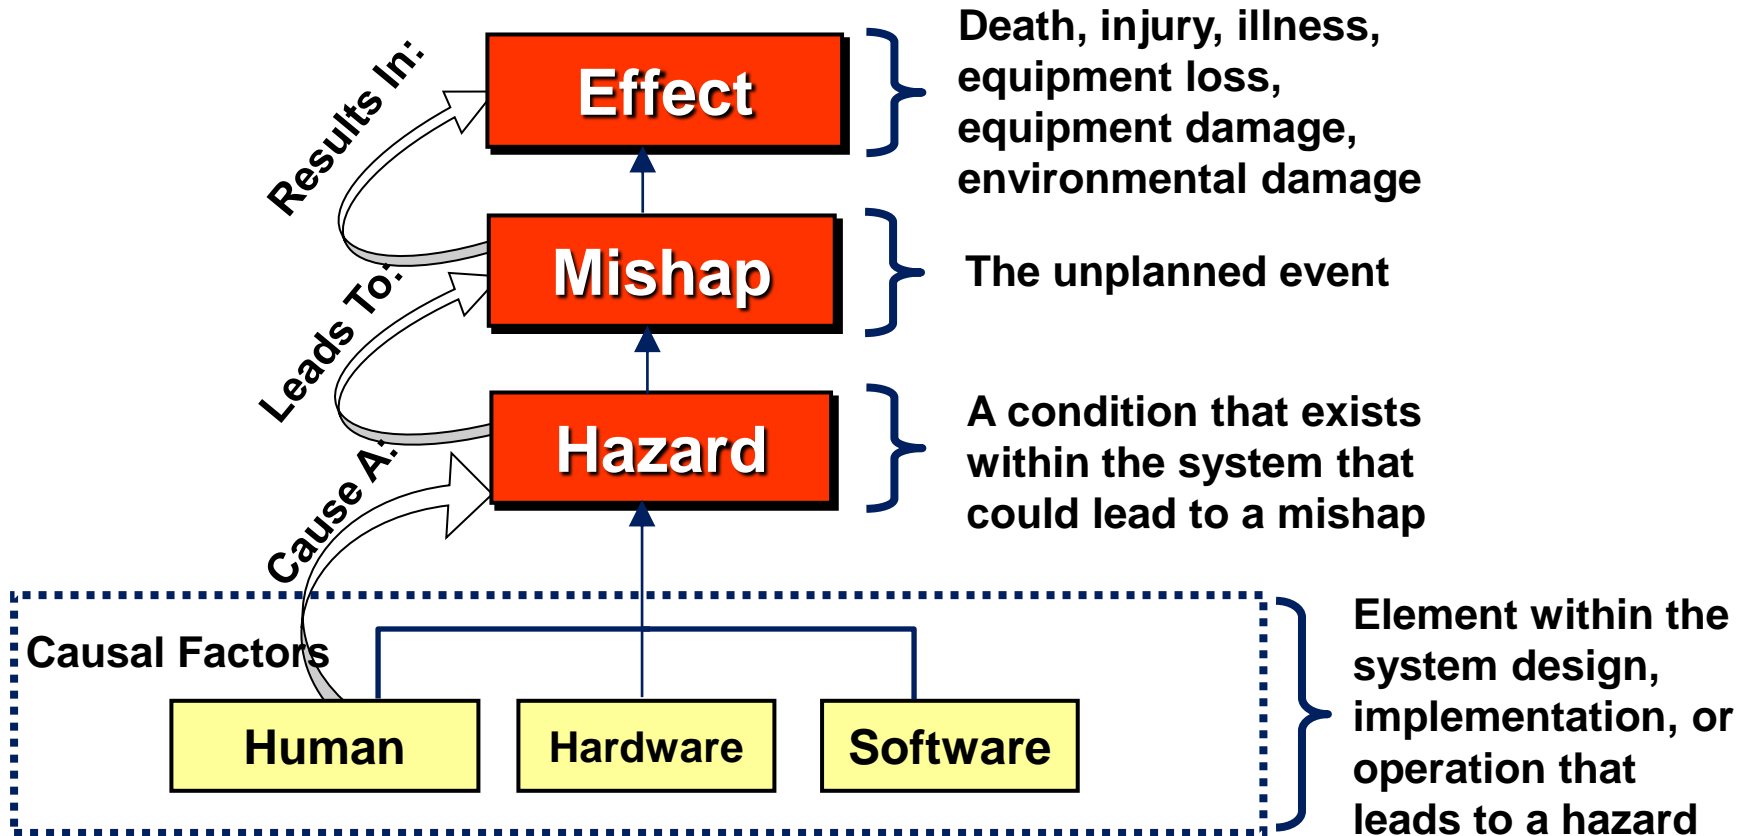 Effect
Death, injury, illness,
equipment loss,
equipment damage,
environmental damage
Results In:
Mishap
The unplanned event
Leads To:
Hazard
A condition that exists
within the system that
could lead to a mishap
Cause A:
Causal Factors
Human
Hardware
Software
Element within the
system design,
implementation, or
operation that
leads to a hazard